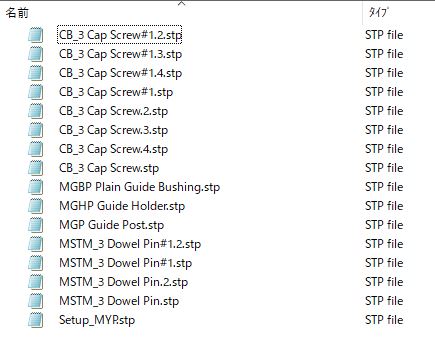 名前 ﾀｲﾌﾟ
CB_3 Cap Screw#1.2.stp STP file
CB_3 Cap Screw#1.3.stp STP file
CB_3 Cap Screw#1.4.stp STP file
CB_3 Cap Screw#1.stp STP file
CB_3 Cap Screw.2.stp STP file
CB_3 Cap Screw.3.stp STP file
CB_3 Cap Screw.4.stp STP file
CB_3 Cap Screw.stp STP file
MGBP Plain Guide Bushing.stp STP file
MGHP Guide Holder.stp STP file
MGP Guide Post.stp STP file
MSTM_3 Dowel Pin#1.2.stp STP file
MSTM_3 Dowel Pin#1.stp STP file
MSTM_3 Dowel Pin.2.stp STP file
MSTM_3 Dowel Pin.stp STP file
Setup_MYP.stp STP file